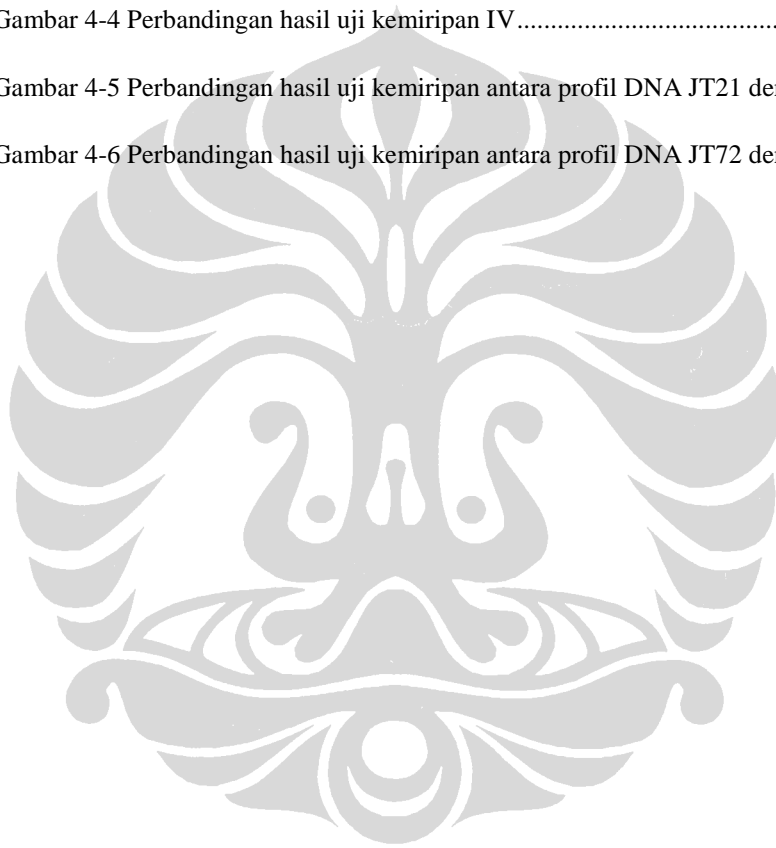 Gambar 4-4 Perbandingan hasil uji kemiripan IV.......................................
Gambar 4-5 Perbandingan hasil uji kemiripan antara profil DNA JT21 de
Gambar 4-6 Perbandingan hasil uji kemiripan antara profil DNA JT72 de